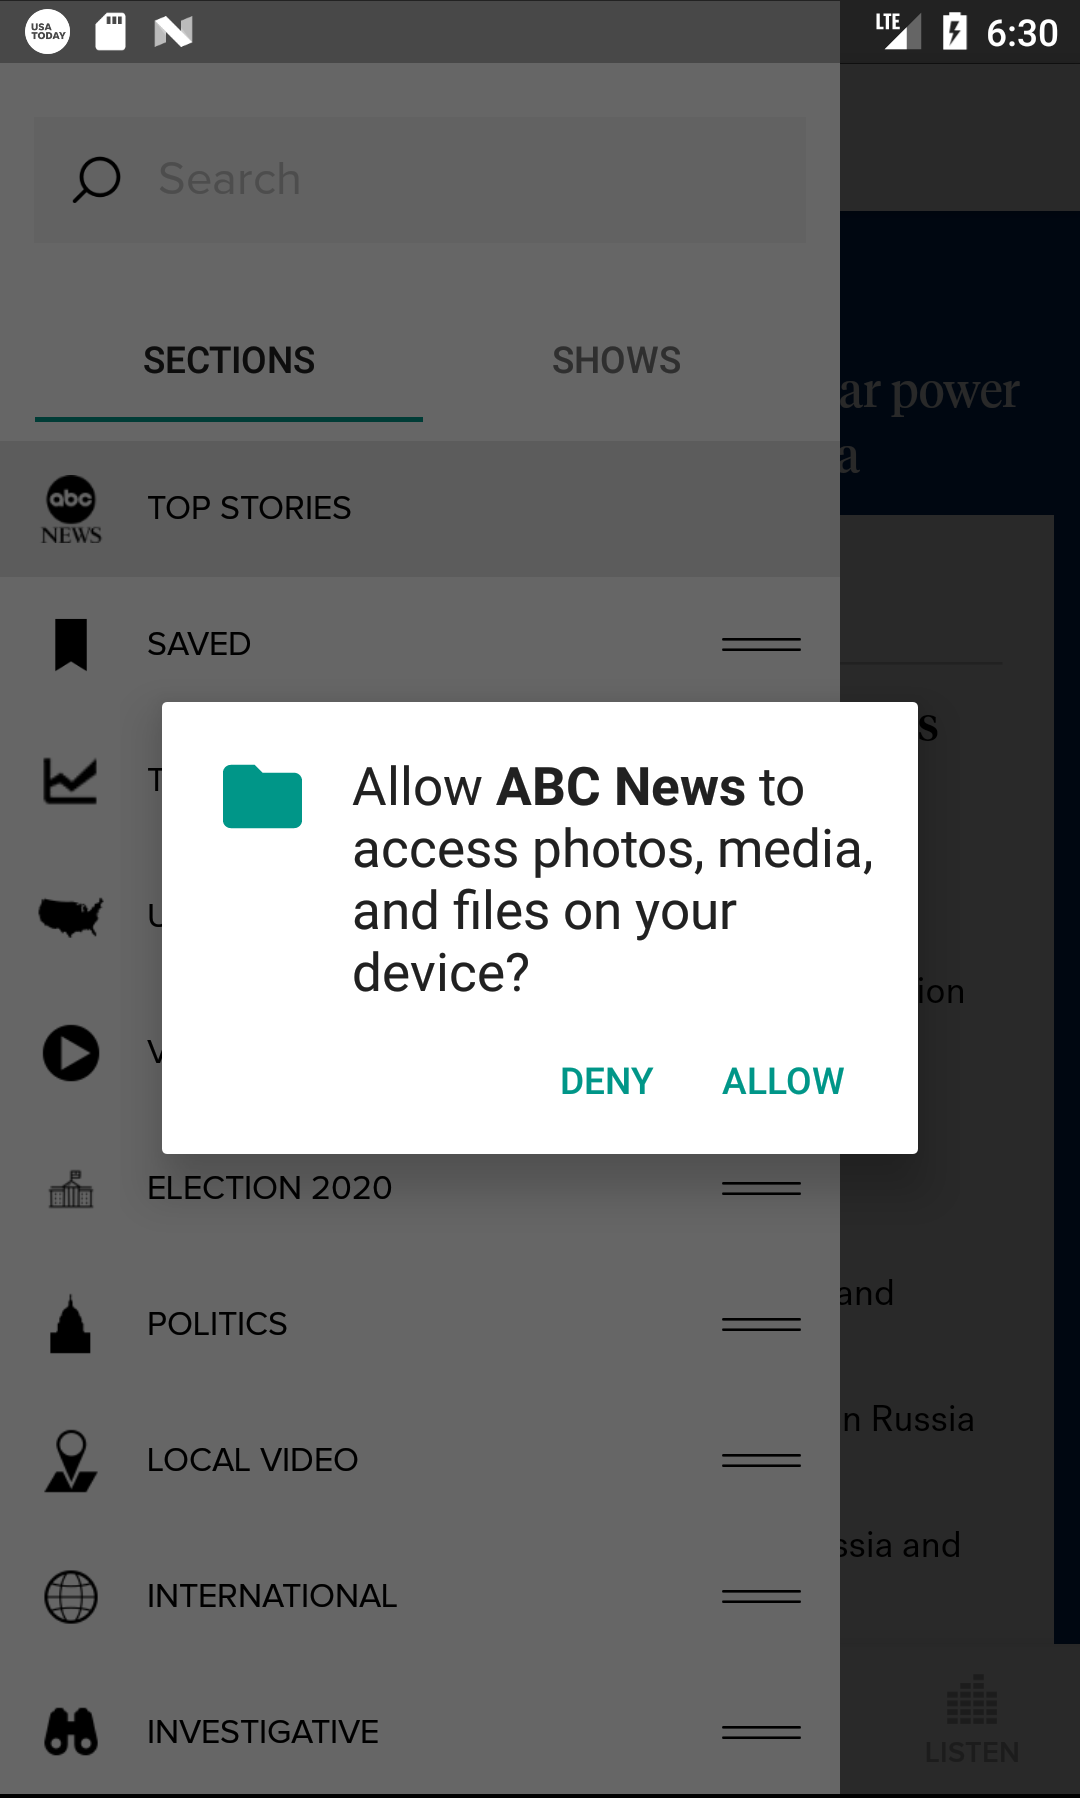 USA
TODAY
LTE
6:30
Search
SECTIONS
SHOWS
ar power
a
abc
NEWS
TOP STORIES
SAVED
s
T
Allow ABC News to
access photos, media,
and files on your
device?
U
ion
V
DENY
ALLOW
ELECTION 2020
and
POLITICS
n Russia
LOCAL VIDEO
ssia and
INTERNATIONAL
INVESTIGATIVE
LISTEN